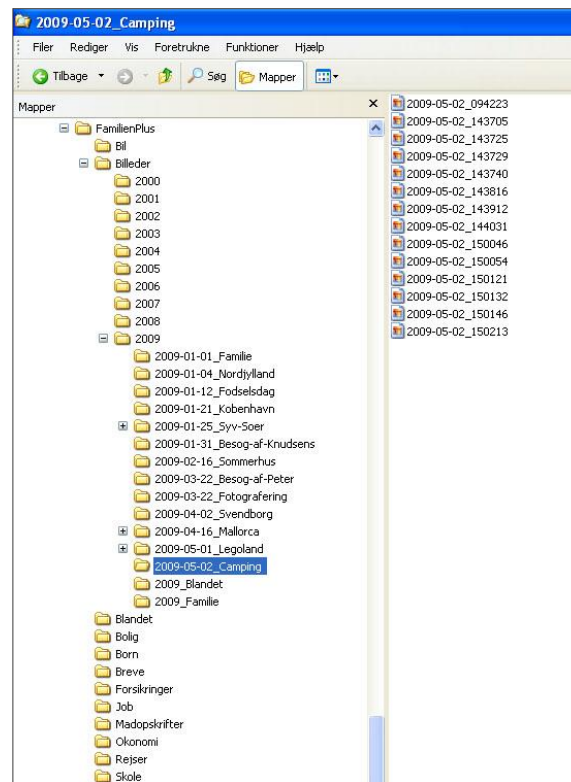 2009-05-02_Camping
Filer Rediger Vis Foretrukne Funktioner Hjælp
Tilbage Søg Mapper
Mapper
FamilienPlus
Bil
Billeder
2000
2001
2002
2003
2004
2005
2006
2007
2008
2009
2009-01-01_Familie
2009-01-04_Nordjylland
2009-01-12_Fodselsdag
2009-01-21_Kobenhavn
2009-01-25_Syv-Soer
2009-01-31_Besog-af-Knudsens
2009-02-16_Sommerhus
2009-03-22_Besog-af-Peter
2009-03-22_Fotografering
2009-04-02_Svendborg
2009-04-16_Mallorca
2009-05-01_Legoland
2009-05-02_Camping
2009_Blandet
2009_Familie
Blandet
Bolig
Born
Breve
Forsikringer
Job
Madopskrifter
Okonomi
Rejser
Skole
2009-05-02_094223
2009-05-02_143705
2009-05-02_143725
2009-05-02_143729
2009-05-02_143740
2009-05-02_143816
2009-05-02_143912
2009-05-02_144031
2009-05-02_150046
2009-05-02_150054
2009-05-02_150121
2009-05-02_150132
2009-05-02_150146
2009-05-02_150213